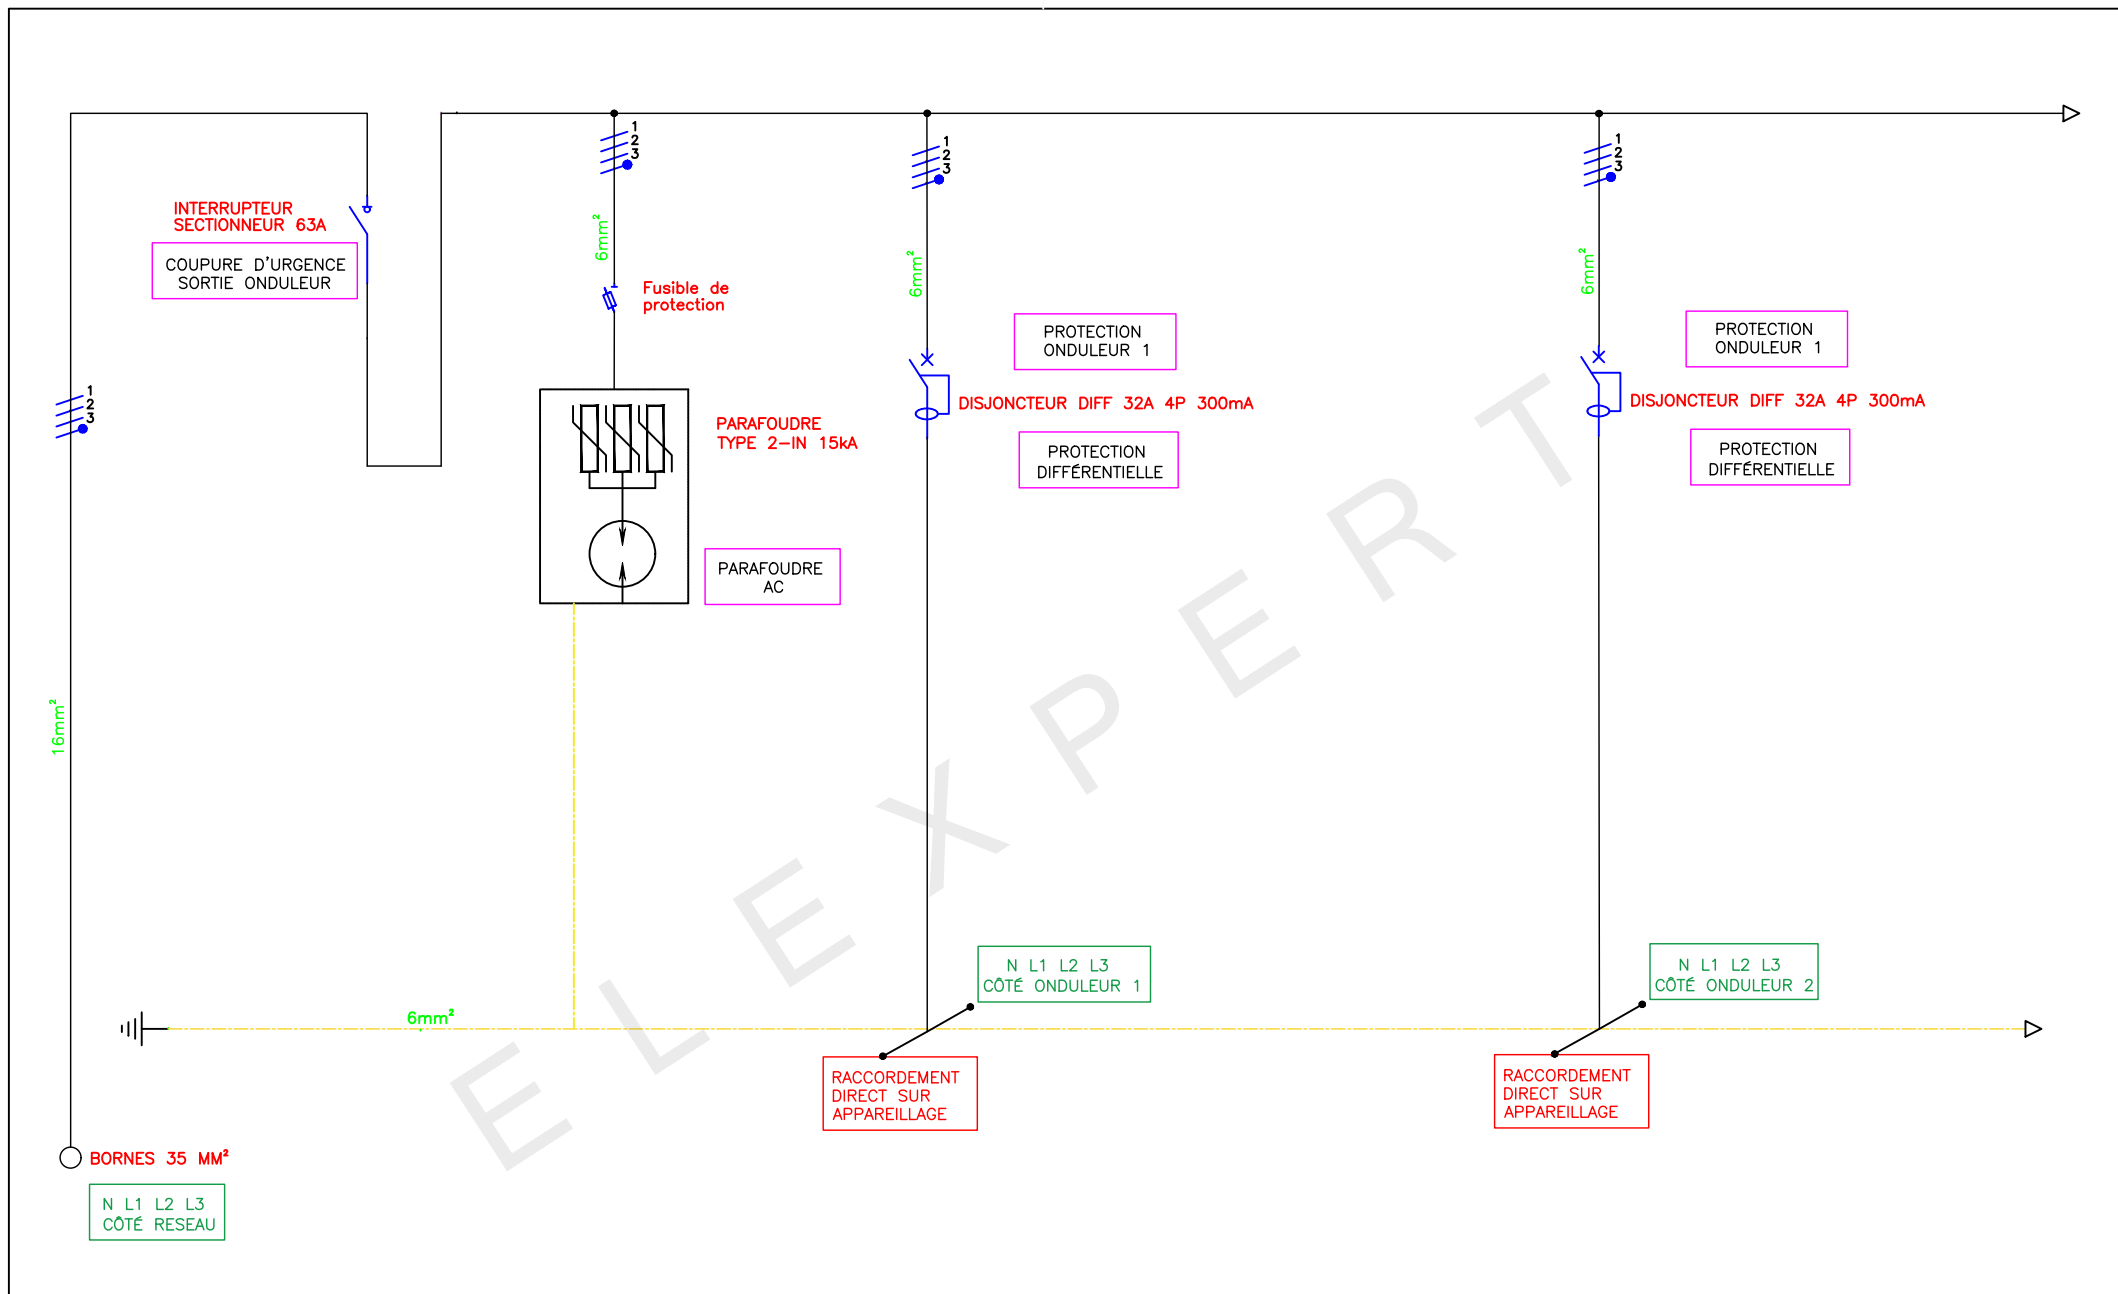 1
2
3
1
2
3
1
2
3
INTERRUPTEUR
SECTIONNEUR 63A
COUPURE D'URGENCE
SORTIE ONDULEUR
6mm²
6mm²
6mm²
Fusible de
protection
PROTECTION
ONDULEUR 1
PROTECTION
ONDULEUR 1
1
2
3
DISJONCTEUR DIFF 32A 4P 300mA
DISJONCTEUR DIFF 32A 4P 300mA
PARAFOUDRE
TYPE 2-IN 15kA
PROTECTION
DIFFÉRENTIELLE
PROTECTION
DIFFÉRENTIELLE
PARAFOUDRE
AC
16mm²
ELEXPERT
N L1 L2 L3
CÔTÉ ONDULEUR 1
N L1 L2 L3
CÔTÉ ONDULEUR 2
6mm²
RACCORDEMENT
DIRECT SUR
APPAREILLAGE
RACCORDEMENT
DIRECT SUR
APPAREILLAGE
BORNES 35 MM²
N L1 L2 L3
CÔTÉ RESEAU